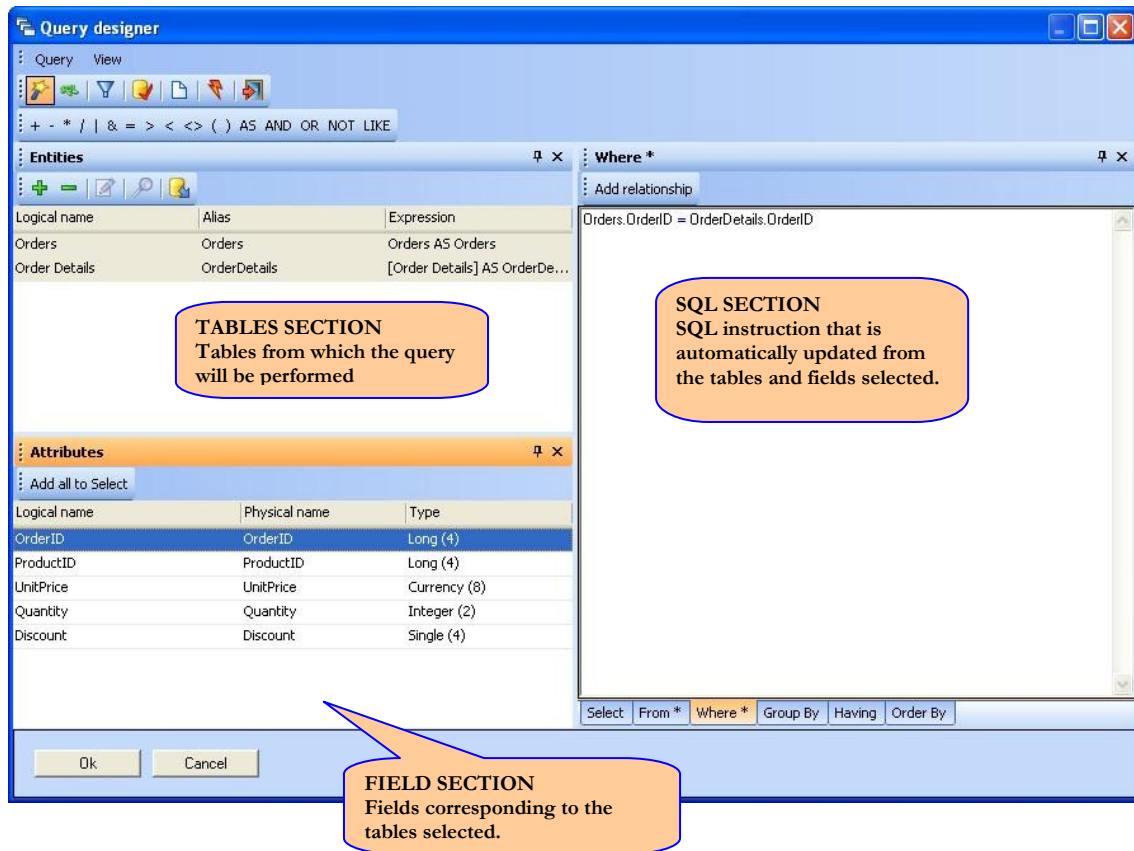 Query designer
Query View
+ - * / | & = > < <> ( ) AS AND OR NOT LIKE
Entities
Logical name Alias Expression
Orders Orders Orders AS Orders
Order Details OrderDetails [Order Details] AS OrderDe...
TABLES SECTION
Tables from which the query
will be performed
Attributes
Add all to Select
Logical name Physical name Type
OrderID OrderID Long (4)
ProductID ProductID Long (4)
UnitPrice UnitPrice Currency (8)
Quantity Quantity Integer (2)
Discount Discount Single (4)
Where *
Add relationship
Orders.OrderID = OrderDetails.OrderID
SQL SECTION
SQL instruction that is
automatically updated from
the tables and fields selected.
Select From * Where * Group By Having Order By
Ok Cancel
FIELD SECTION
Fields corresponding to the
tables selected.